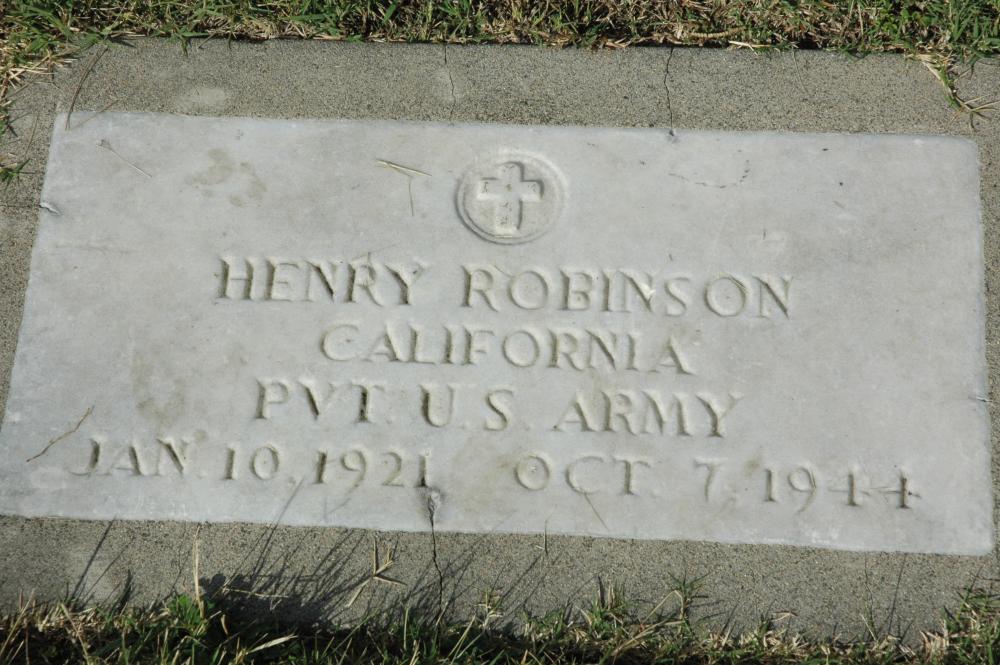 HENRY ROBINSON
CALIFORNIA
PVT. U.S. ARMY
JAN. 10, 1921 OCT. 7, 1944